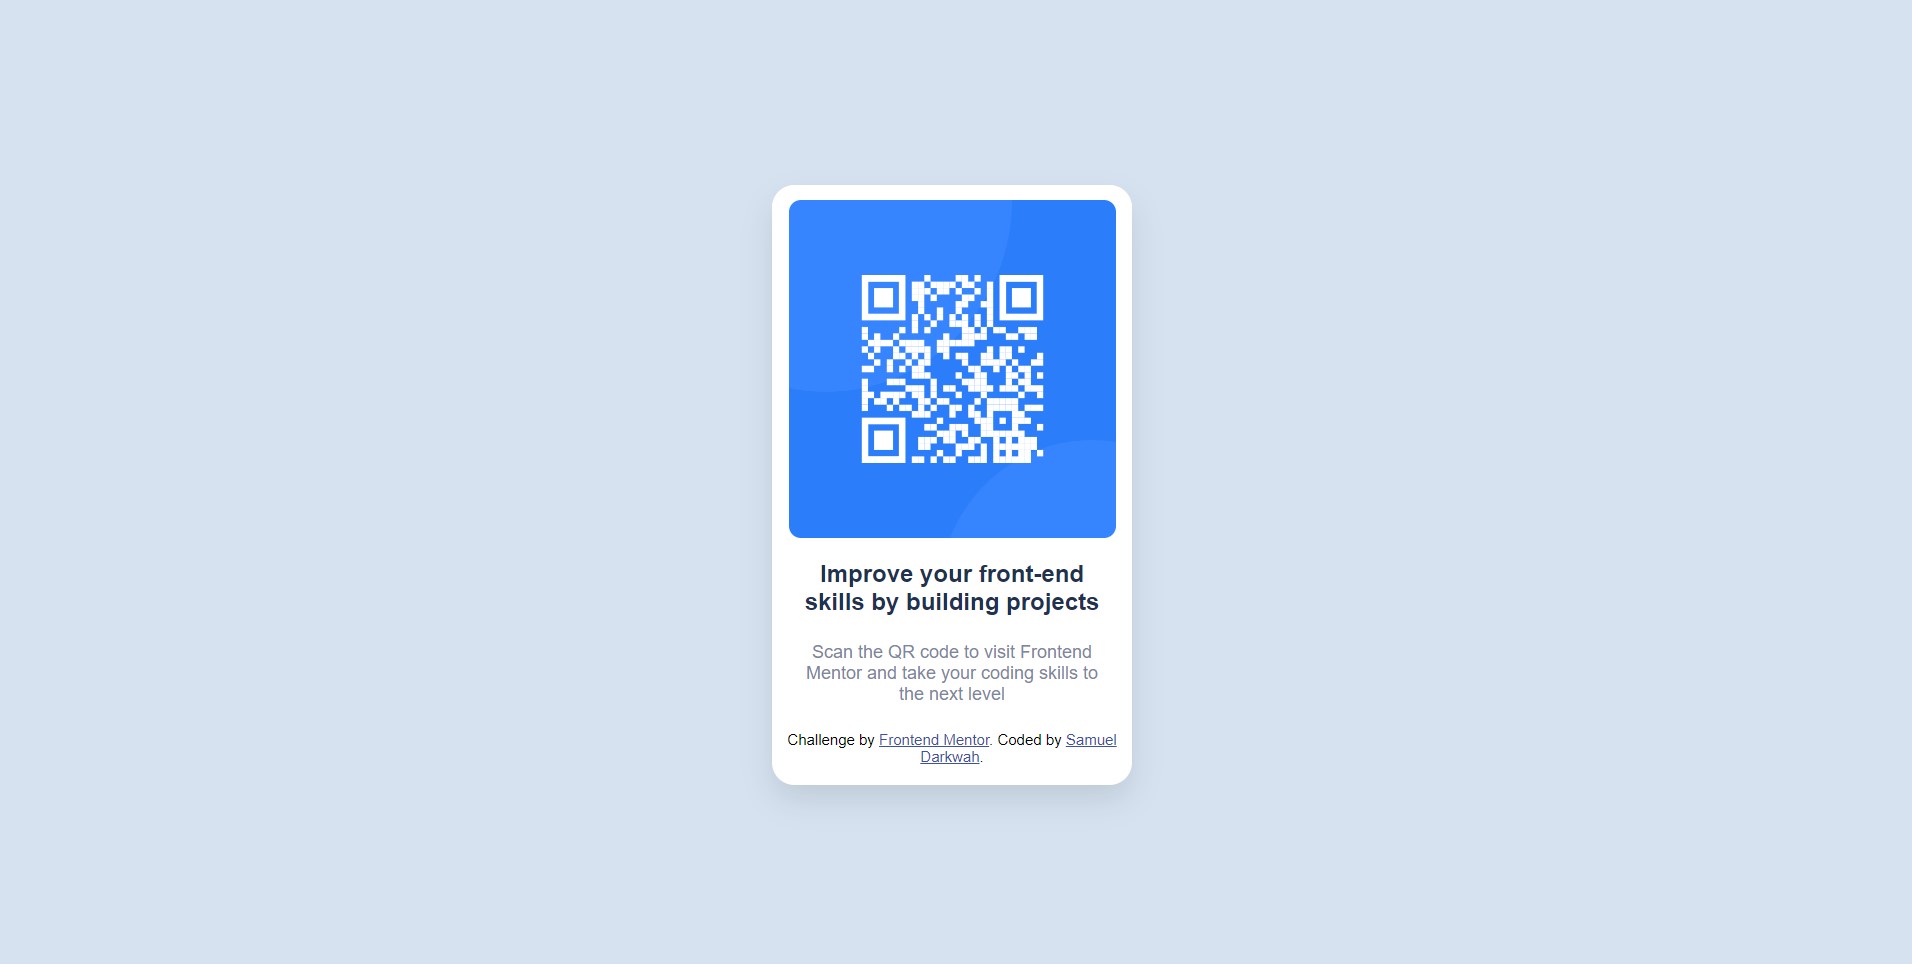 Improve your front-end
skills by building projects
Scan the QR code to visit Frontend
Mentor and take your coding skills to
the next level
Challenge by Frontend Mentor. Coded by Samuel
Darkwah.